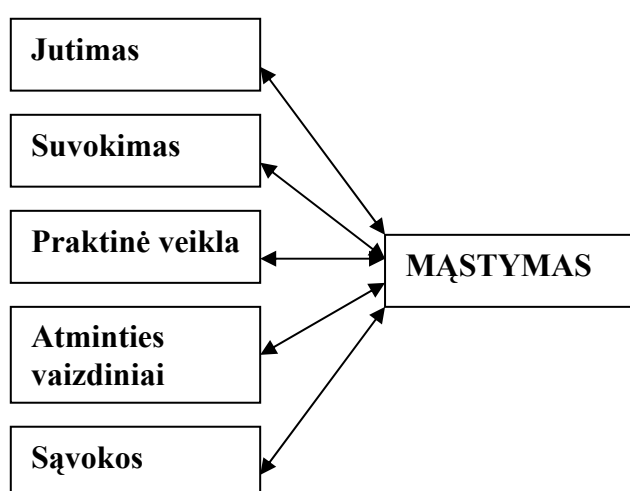 Jutimas
Suvokimas
Praktinė veikla
MĄSTYMAS
Atminties
vaizdiniai
Sąvokos